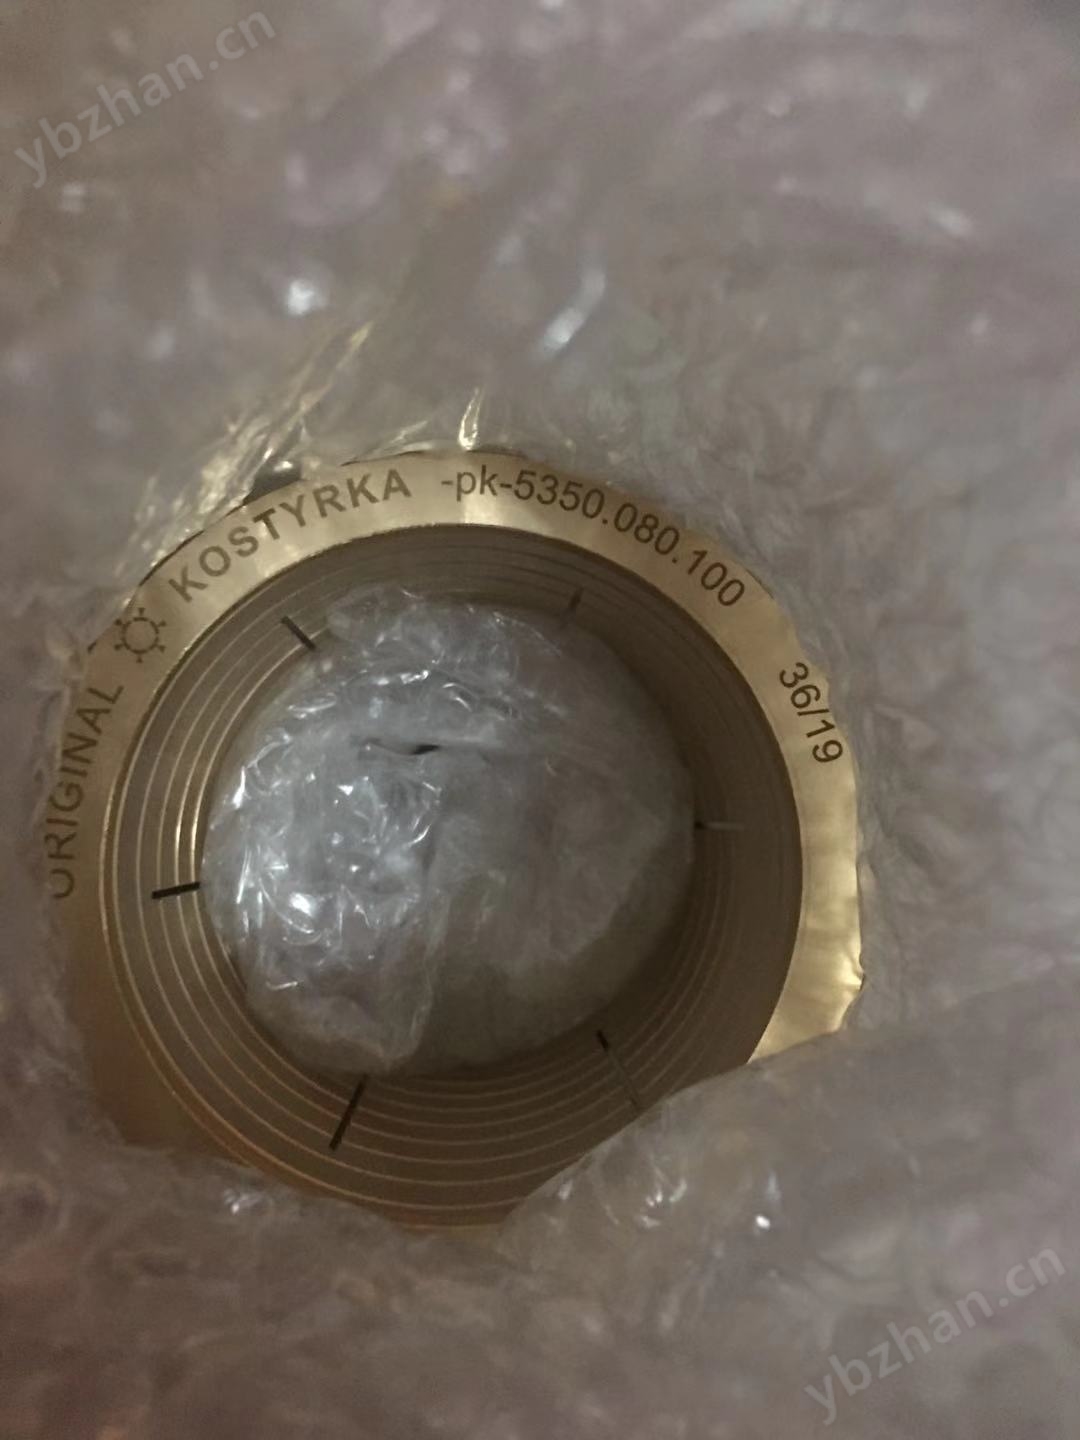 ybzhan.cn
ORIGINAL KOSTYRKA -pk-5350.080.100 36/19
ybzhan.cn